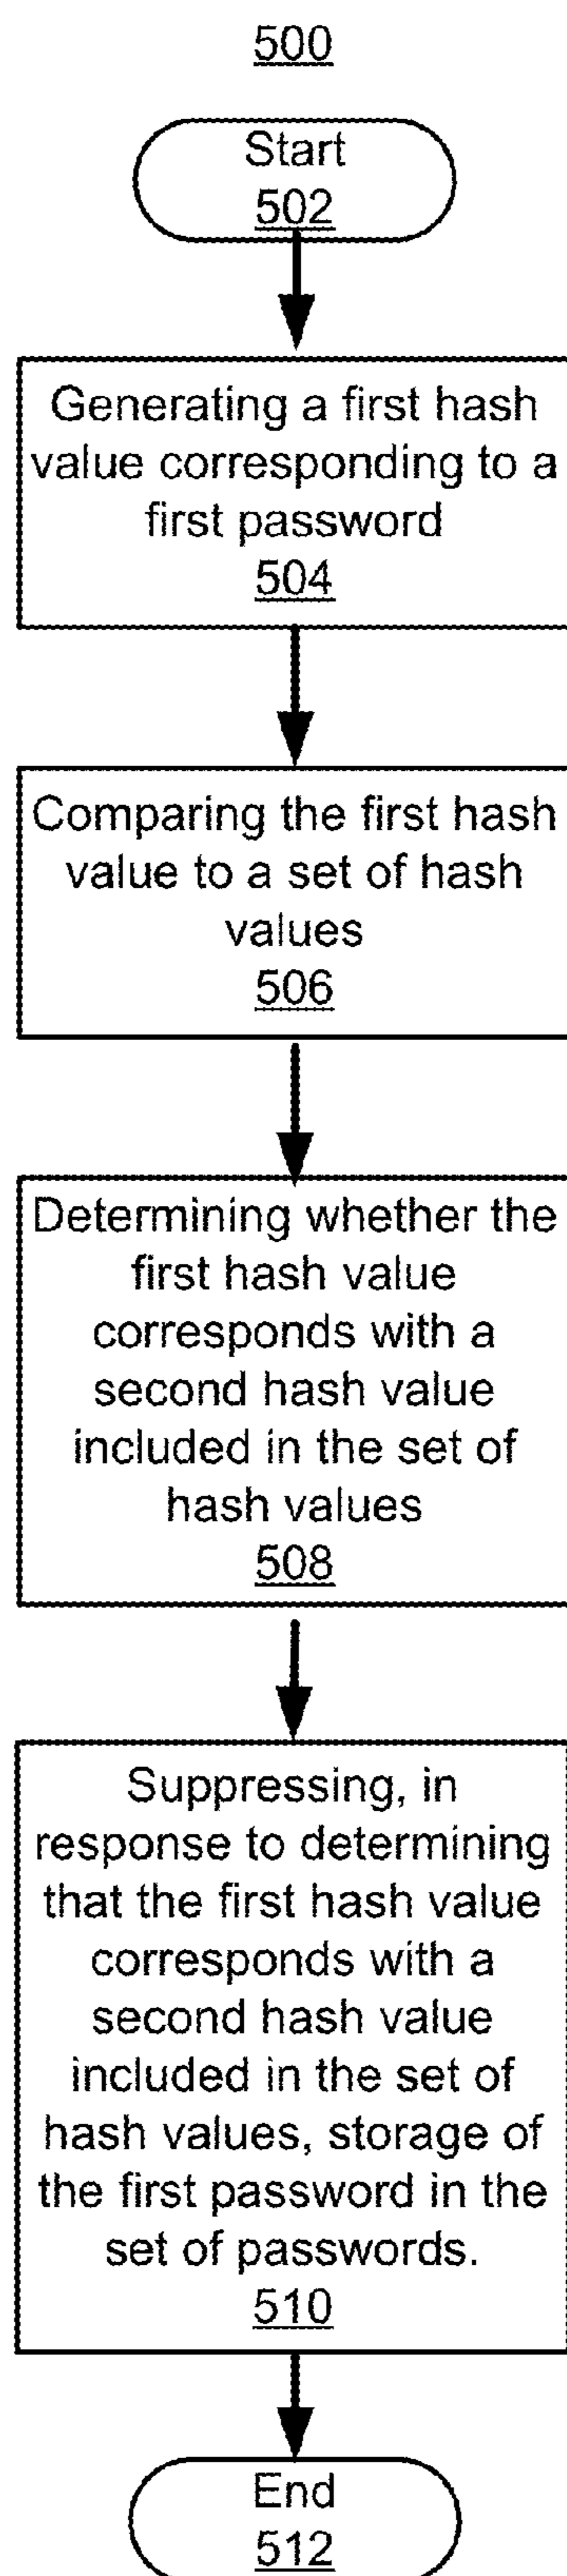 500
Start
502
Generating a first hash
value corresponding to a
first password
504
Comparing the first hash
value to a set of hash
values
506
Determining whether the
first hash value
corresponds with a
second hash value
included in the set of
hash values
508
Suppressing, in
response to determining
that the first hash value
corresponds with a
second hash value
included in the set of
hash values, storage of
the first password in the
set of passwords.
510
End
512